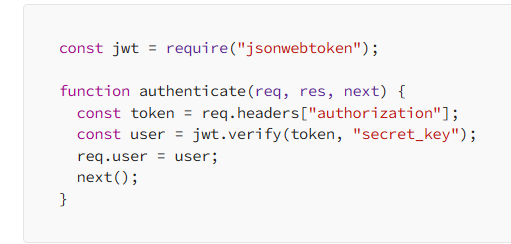 const jwt = require("jsonwebtoken");
function authenticate(req, res, next) {
  const token = req.headers["authorization"];
  const user = jwt.verify(token, "secret_key");
  req.user = user;
  next();
}